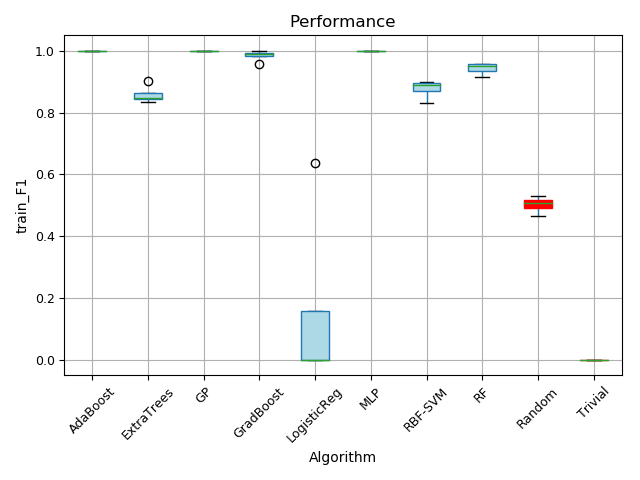 Performance
train_F1
1.0
0.8
0.6
0.4
0.2
0.0
AdaBoost
ExtraTrees
GP
GradBoost
LogisticReg
MLP
RBF-SVM
RF
Random
Trivial
Algorithm